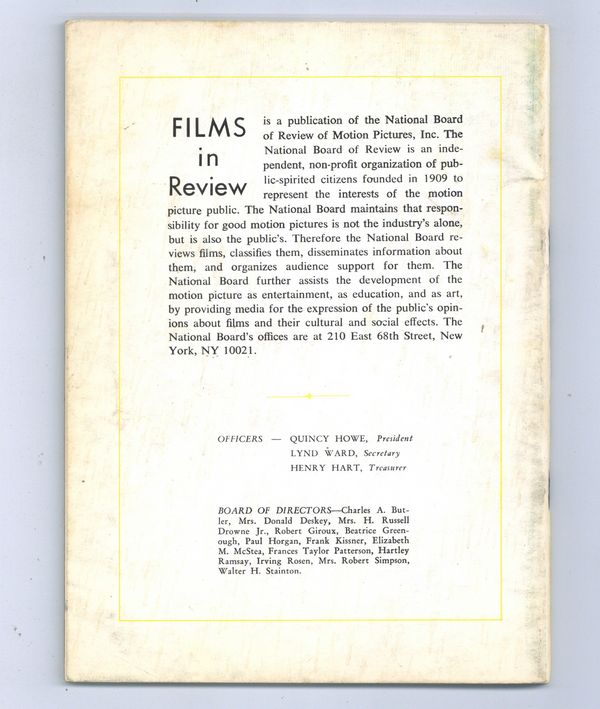 FILMS
in
Review
is a publication of the National Board
of Review of Motion Pictures, Inc. The
National Board of Review is an inde-
pendent, non-profit organization of pub-
lic-spirited citizens founded in 1909 to
represent the interests of the motion
picture public. The National Board maintains that respon-
sibility for good motion pictures is not the industry's alone,
but is also the public's. Therefore the National Board re-
views films, classifies them, disseminates information about
them, and organizes audience support for them. The
National Board further assists the development of the
motion picture as entertainment, as education, and as art,
by providing media for the expression of the public's opin-
ions about films and their cultural and social effects. The
National Board's offices are at 210 East 68th Street, New
York, NY 10021.
OFFICERS — QUINCY HOWE, President
LYND WARD, Secretary
HENRY HART, Treasurer
BOARD OF DIRECTORS—Charles A. But-
ler, Mrs. Donald Deskey, Mrs. H. Russell
Drowne Jr., Robert Giroux, Beatrice Green-
ough, Paul Horgan, Frank Kissner, Elizabeth
M. McStea, Frances Taylor Patterson, Hartley
Ramsay, Irving Rosen, Mrs. Robert Simpson,
Walter H. Stainton.